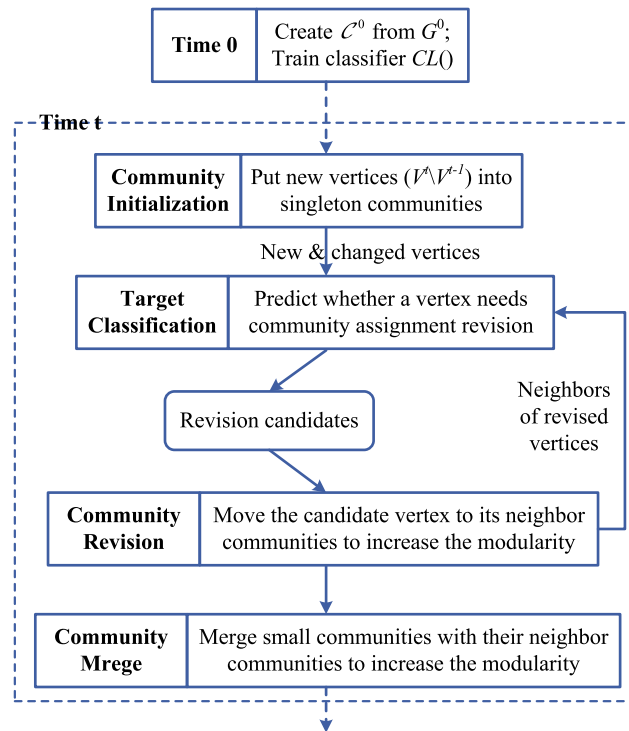 Time 0
Create 𝒞⁰ from G⁰;
Train classifier CL()
Time t
Community
Initialization
Put new vertices (Vᵗ\Vᵗ⁻¹) into
singleton communities
New & changed vertices
Target
Classification
Predict whether a vertex needs
community assignment revision
Revision candidates
Neighbors
of revised
vertices
Community
Revision
Move the candidate vertex to its neighbor
communities to increase the modularity
Community
Mrege
Merge small communities with their neighbor
communities to increase the modularity